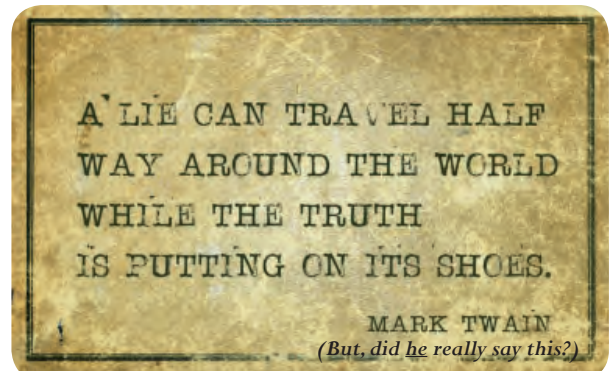 A LIE CAN TRAVEL HALF
WAY AROUND THE WORLD
WHILE THE TRUTH
IS PUTTING ON ITS SHOES.
MARK TWAIN
(But, did he really say this?)